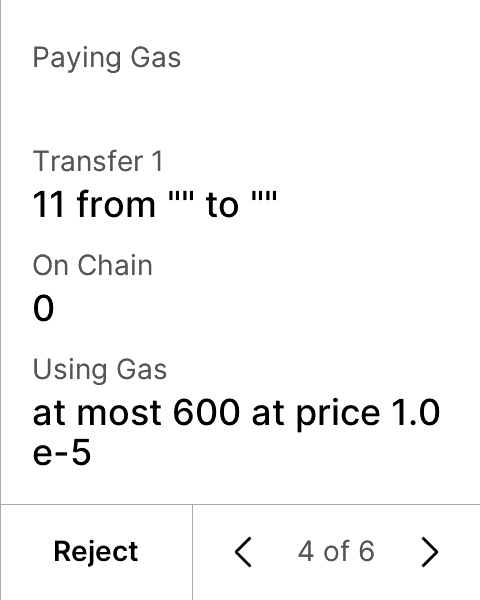 Paying Gas
Transfer 1
11 from "" to ""
On Chain
0
Using Gas
at most 600 at price 1.0
e-5
Reject
4 of 6